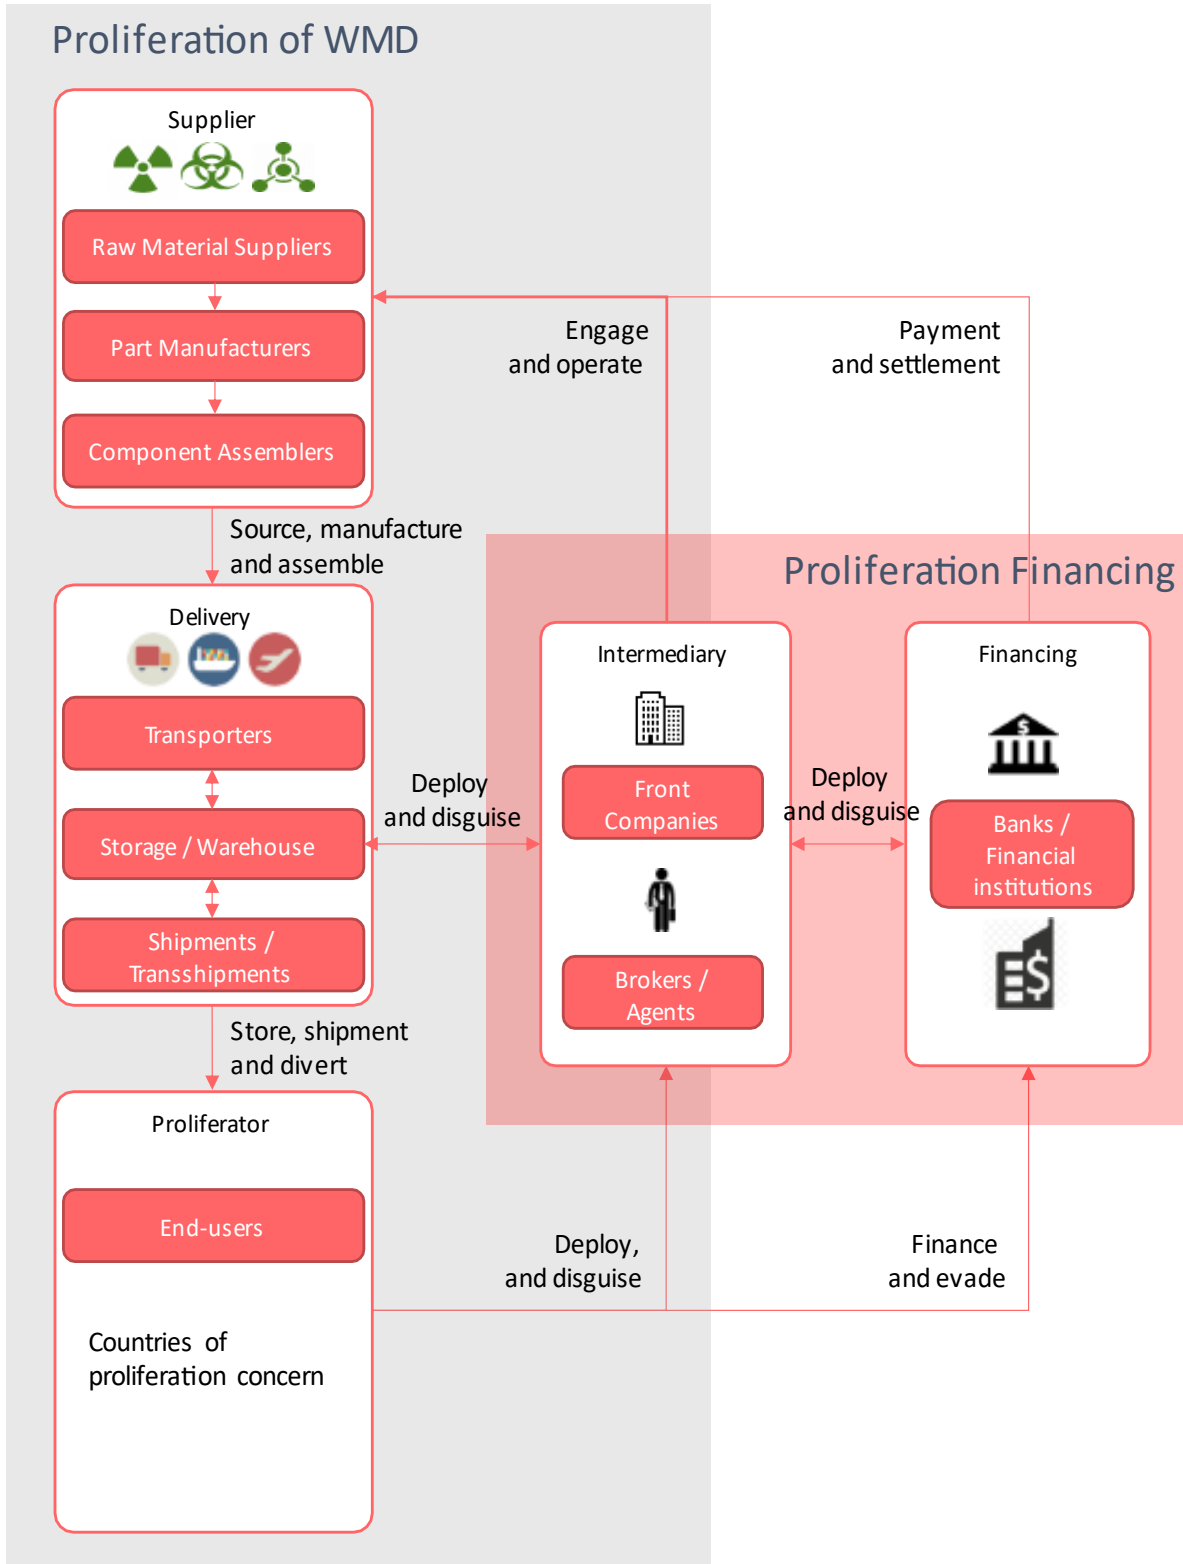 Proliferation of WMD
Supplier
Raw Material Suppliers
Part Manufacturers
Component Assemblers
Engage
and operate
Payment
and settlement
Source, manufacture
and assemble
Proliferation Financing
Delivery
Transporters
Storage / Warehouse
Shipments /
Transshipments
Deploy
and disguise
Intermediary
Front
Companies
Brokers /
Agents
Deploy
and disguise
Financing
$
Banks /
Financial
institutions
$
Store, shipment
and divert
Proliferator
End-users
Countries of
proliferation concern
Deploy,
and disguise
Finance
and evade